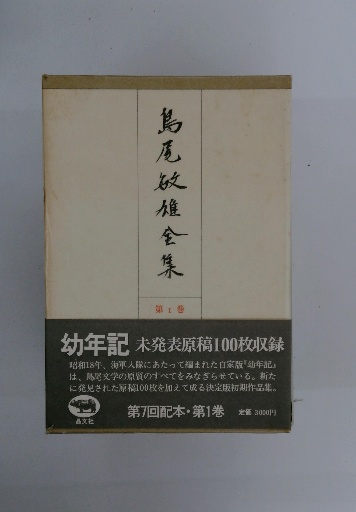 島尾敏雄全集
第1巻
幼年記 未発表原稿100枚収録
昭和18年、海軍入隊にあたって編まれた自家版『幼年記』
は、島尾文学の原質のすべてをみなぎらせている。新た
に発見された原稿100枚を加えて成る決定版初期作品集。
晶文社
第7回配本・第1巻
定価 3000円